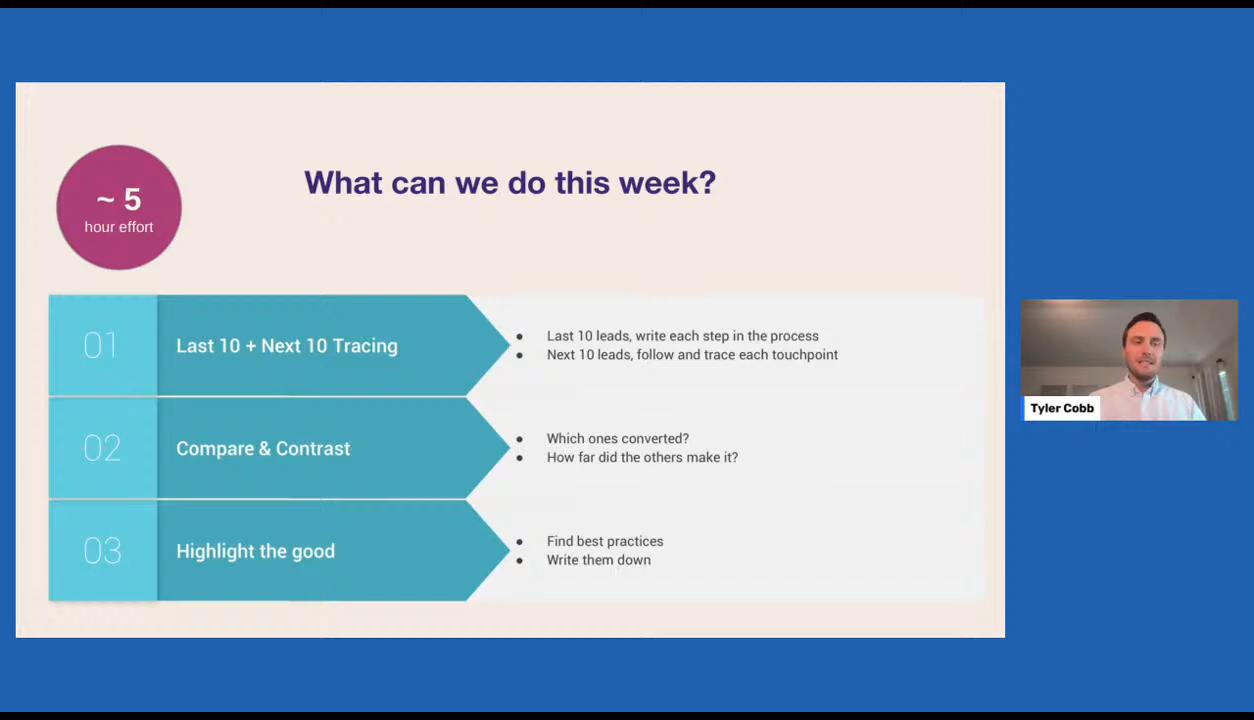 What can we do this week?
~ 5
hour effort
01
Last 10 + Next 10 Tracing
● Last 10 leads, write each step in the process
● Next 10 leads, follow and trace each touchpoint
02
Compare & Contrast
● Which ones converted?
● How far did the others make it?
03
Highlight the good
● Find best practices
● Write them down
Tyler Cobb